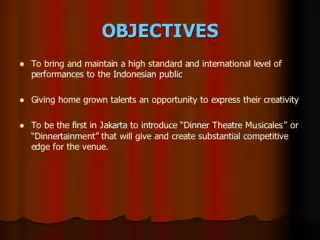 OBJECTIVES
To bring and maintain a high standard and international level of
performances to the Indonesian public
Giving home grown talents an opportunity to express their creativity
To be the first in Jakarta to introduce “Dinner Theatre Musicales” or
“Dinnertainment” that will give and create substantial competitive
edge for the venue.